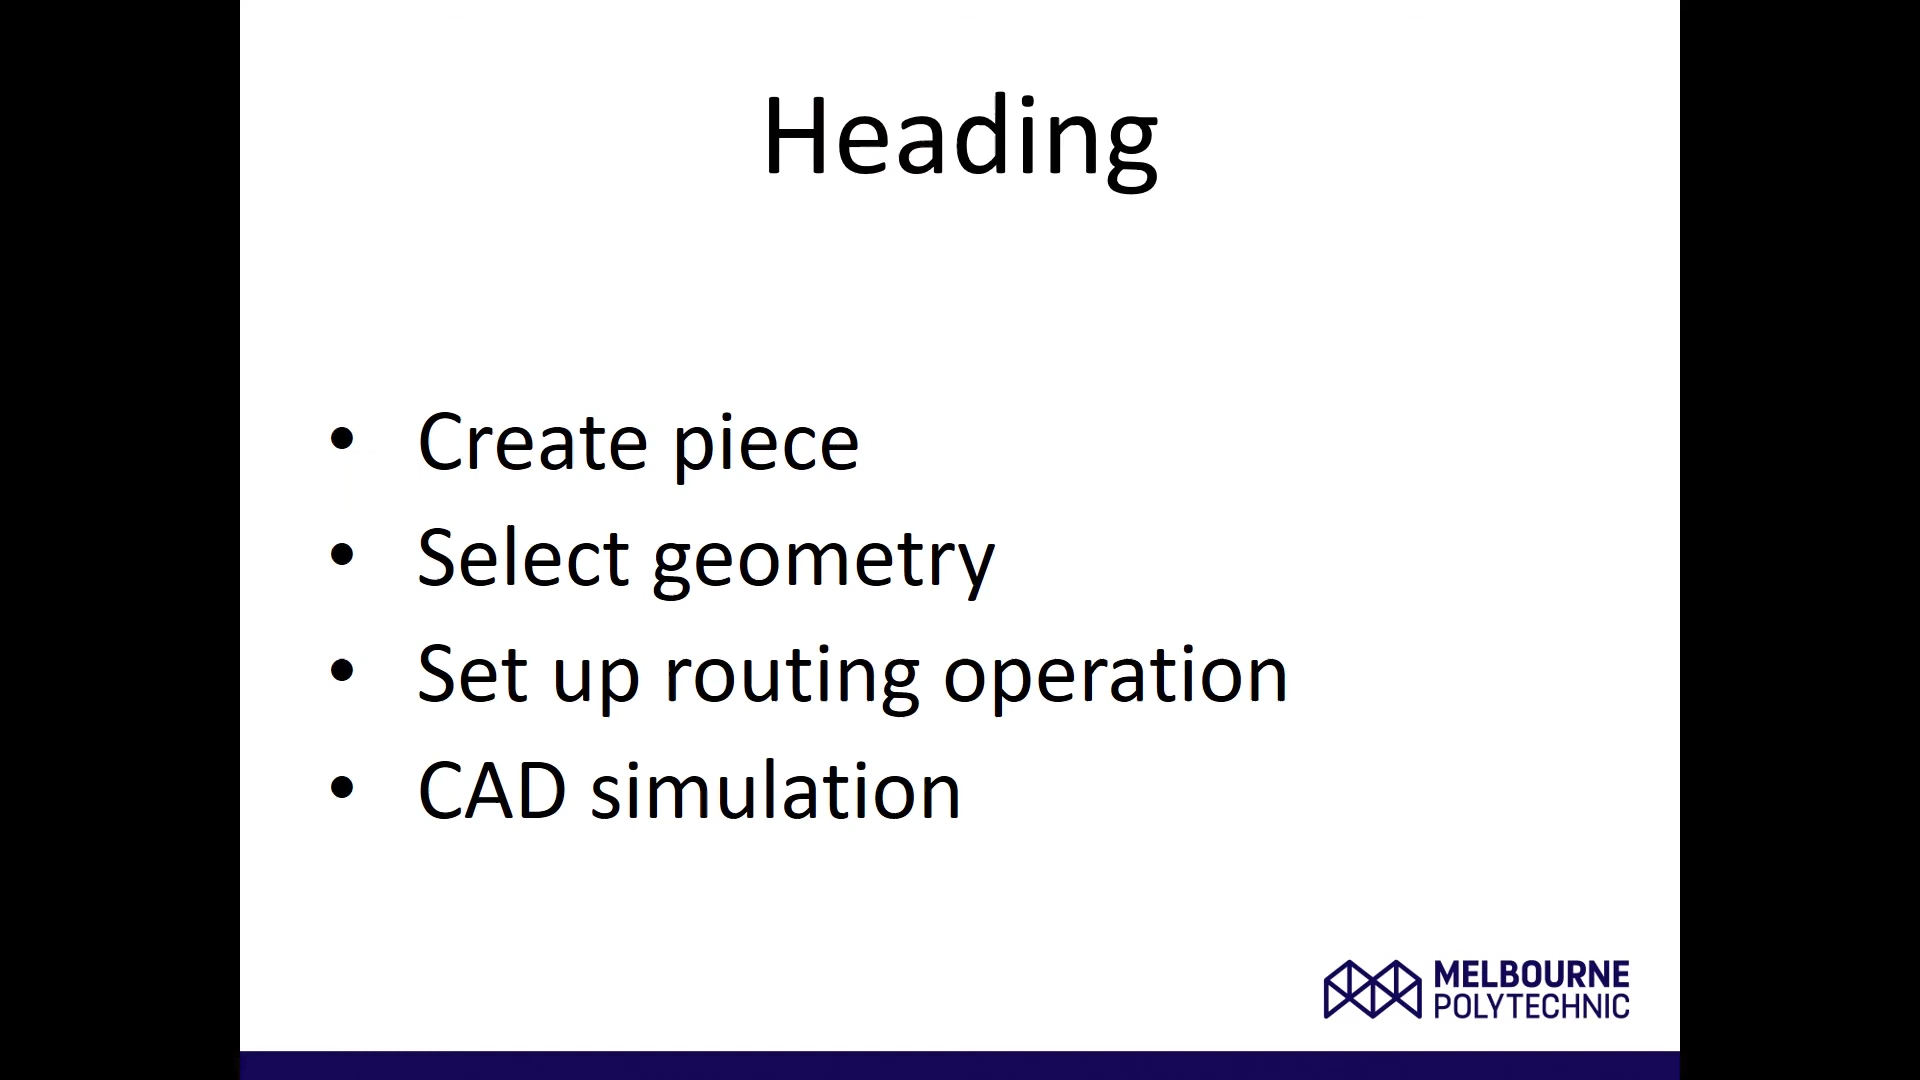 Heading
• Create piece
• Select geometry
• Set up routing operation
• CAD simulation
MELBOURNE
POLYTECHNIC